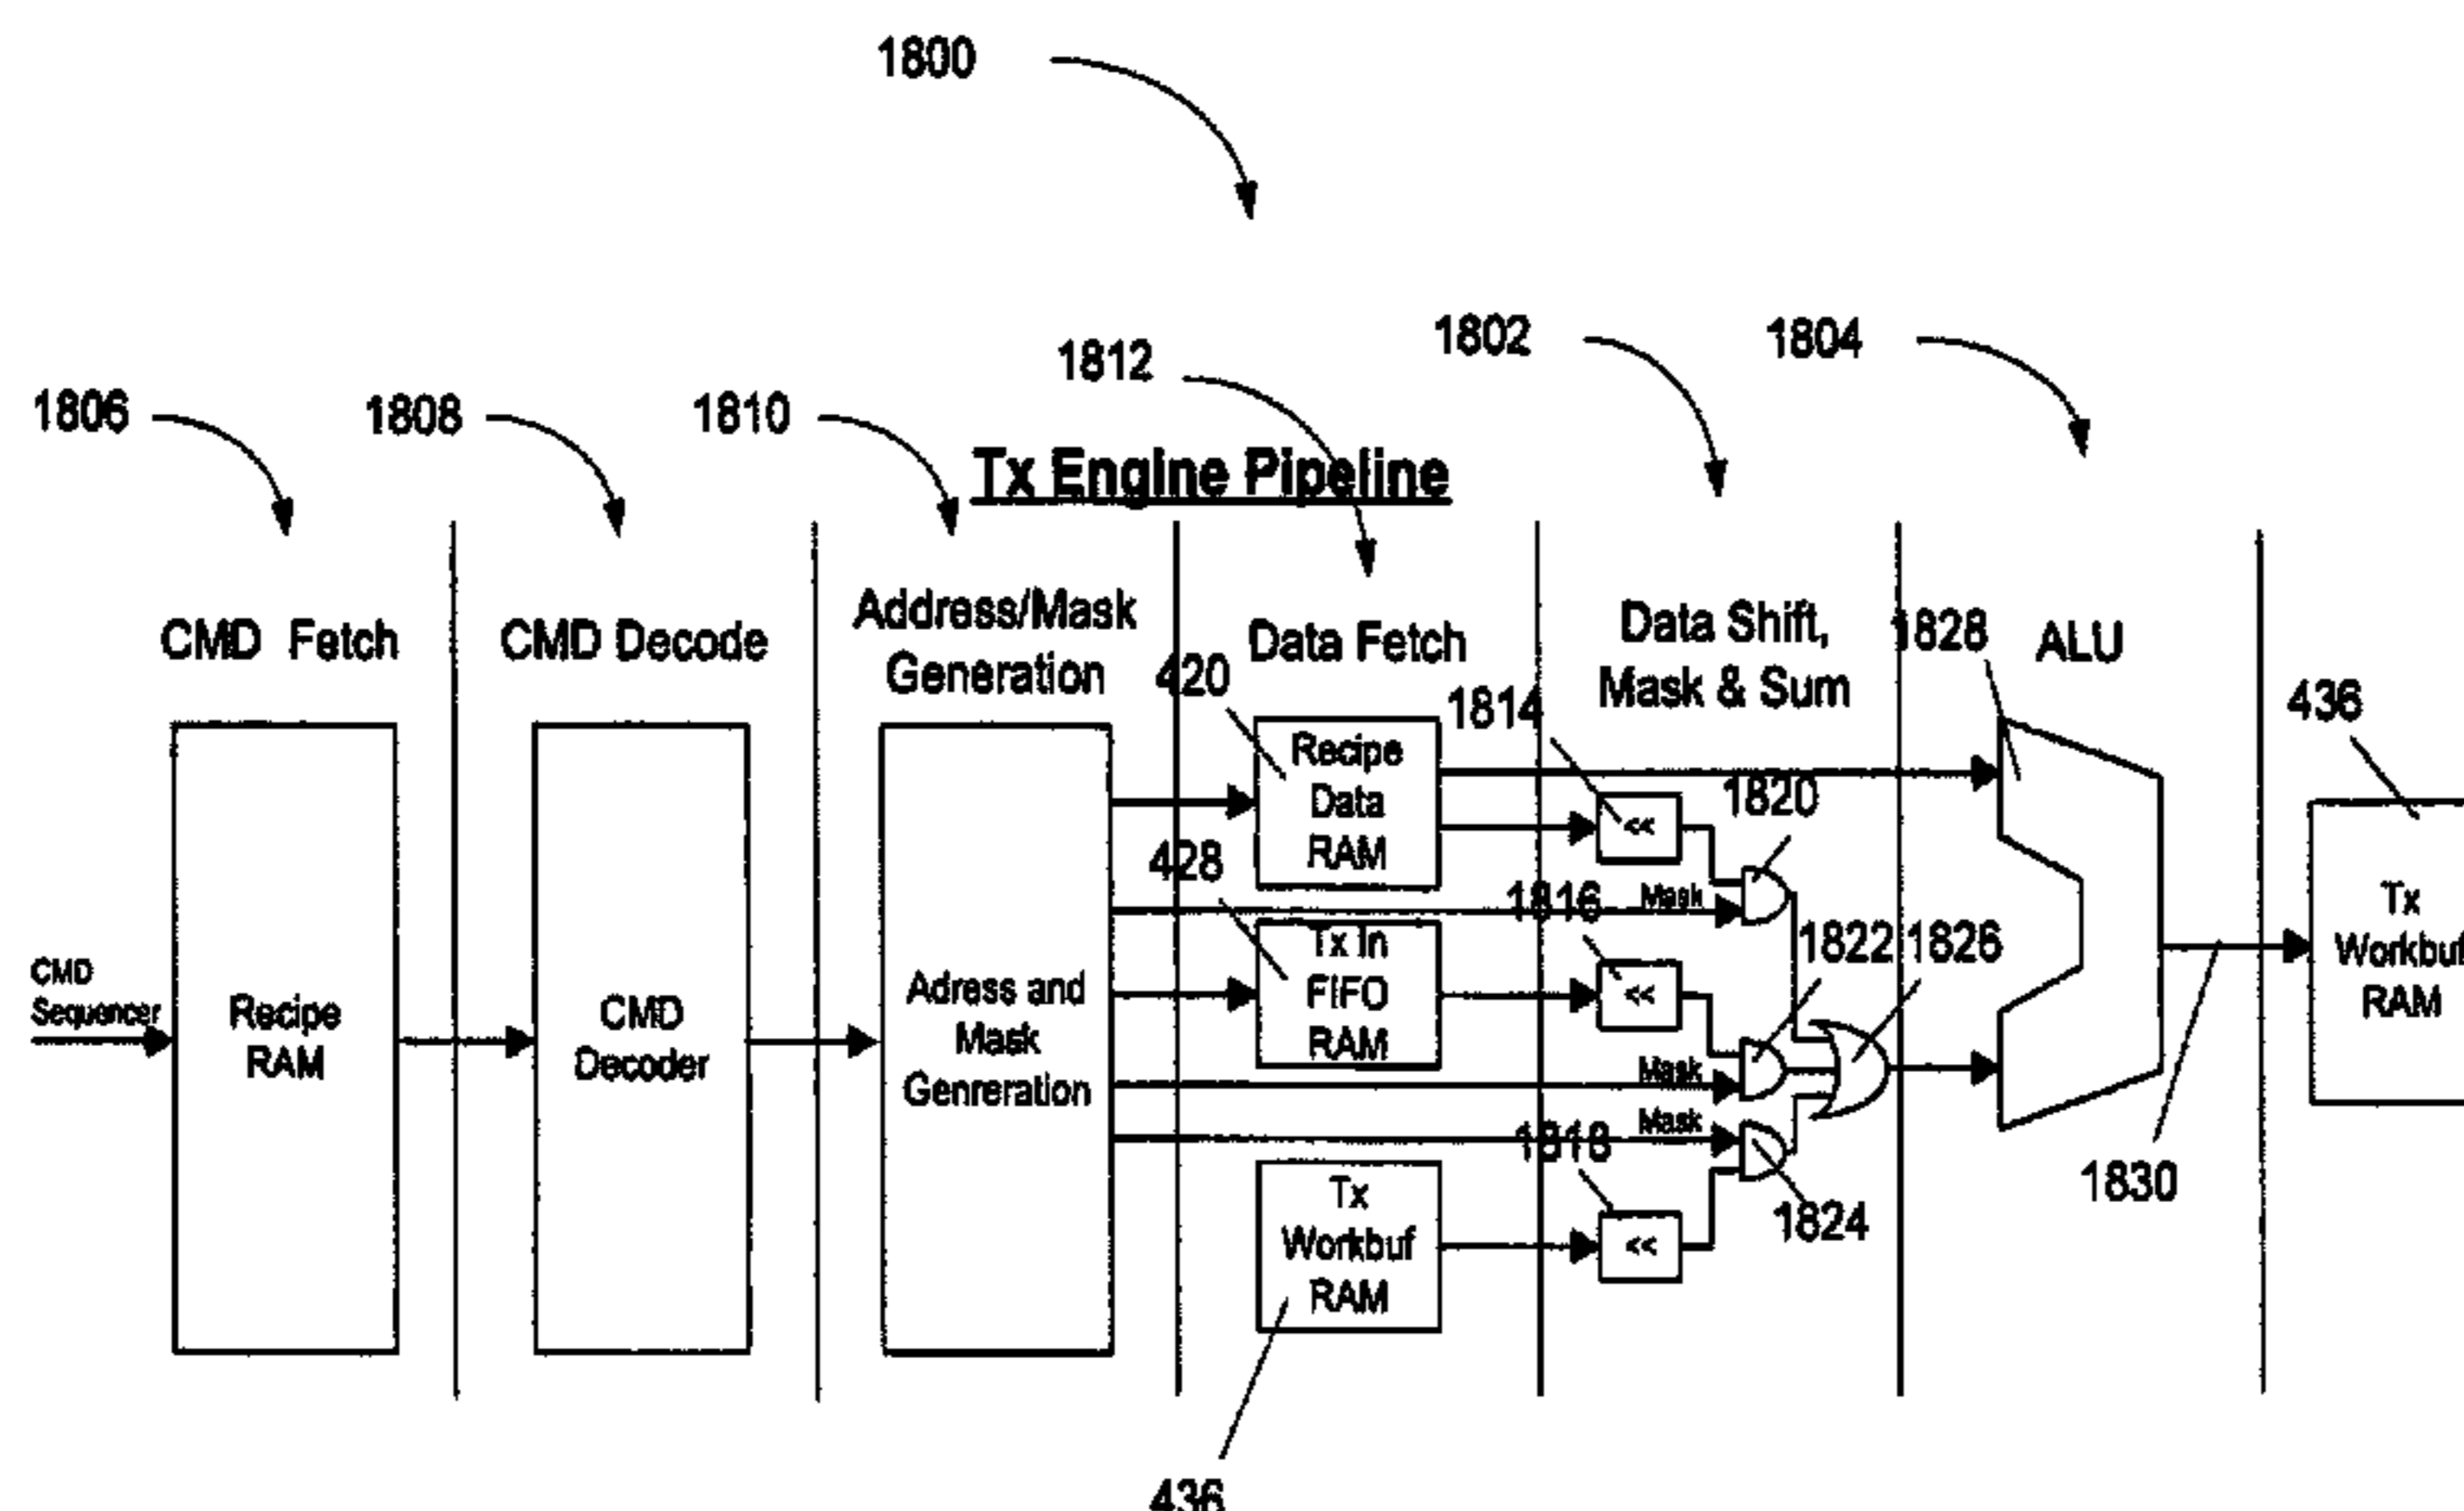 1800
1802
1804
1812
1806
1808
1810
Tx Engine Pipeline
CMD Fetch
CMD Decode
Address/Mask
Generation
Data Fetch
Data Shift,
Mask & Sum
ALU
1828
420
1814
436
Recipe
Data
RAM
1820
428
1816
Mask
Tx In
FIFO
RAM
1822
1826
CMD
Sequencer
Recipe
RAM
CMD
Decoder
Adress and
Mask
Genreration
Mask
Mask
1818
Tx
Workbuf
RAM
1824
1830
Tx
Workbuf
RAM
436